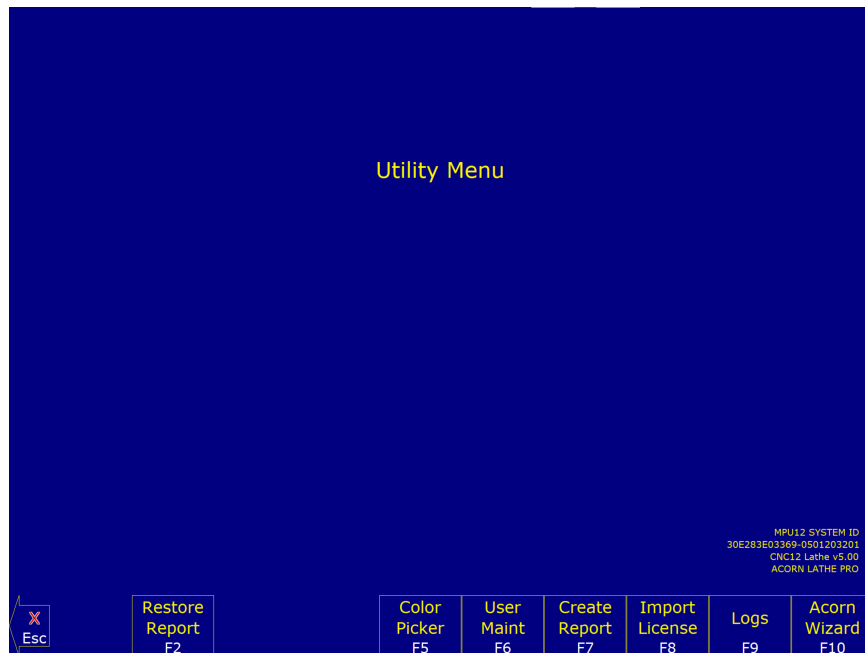 Utility Menu
MPU12 SYSTEM ID
30E283E03369-0501203201
CNC12 Lathe v5.00
ACORN LATHE PRO
X
Esc
Restore
Report
F2
Color
Picker
F5
User
Maint
F6
Create
Report
F7
Import
License
F8
Logs
F9
Acorn
Wizard
F10